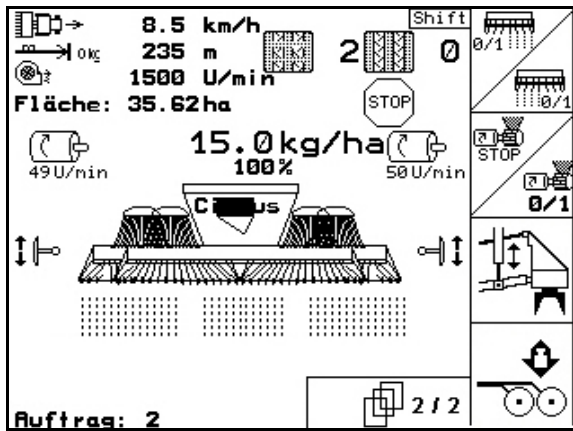 Shift
8.5 km/h
0kg 235 m
1500 U/min
2 0
Fläche: 35.62ha
STOP
0/1
0/1
15.0kg/ha
100%
49U/min
50U/min
STOP
0/1
Auftrag: 2
2/2